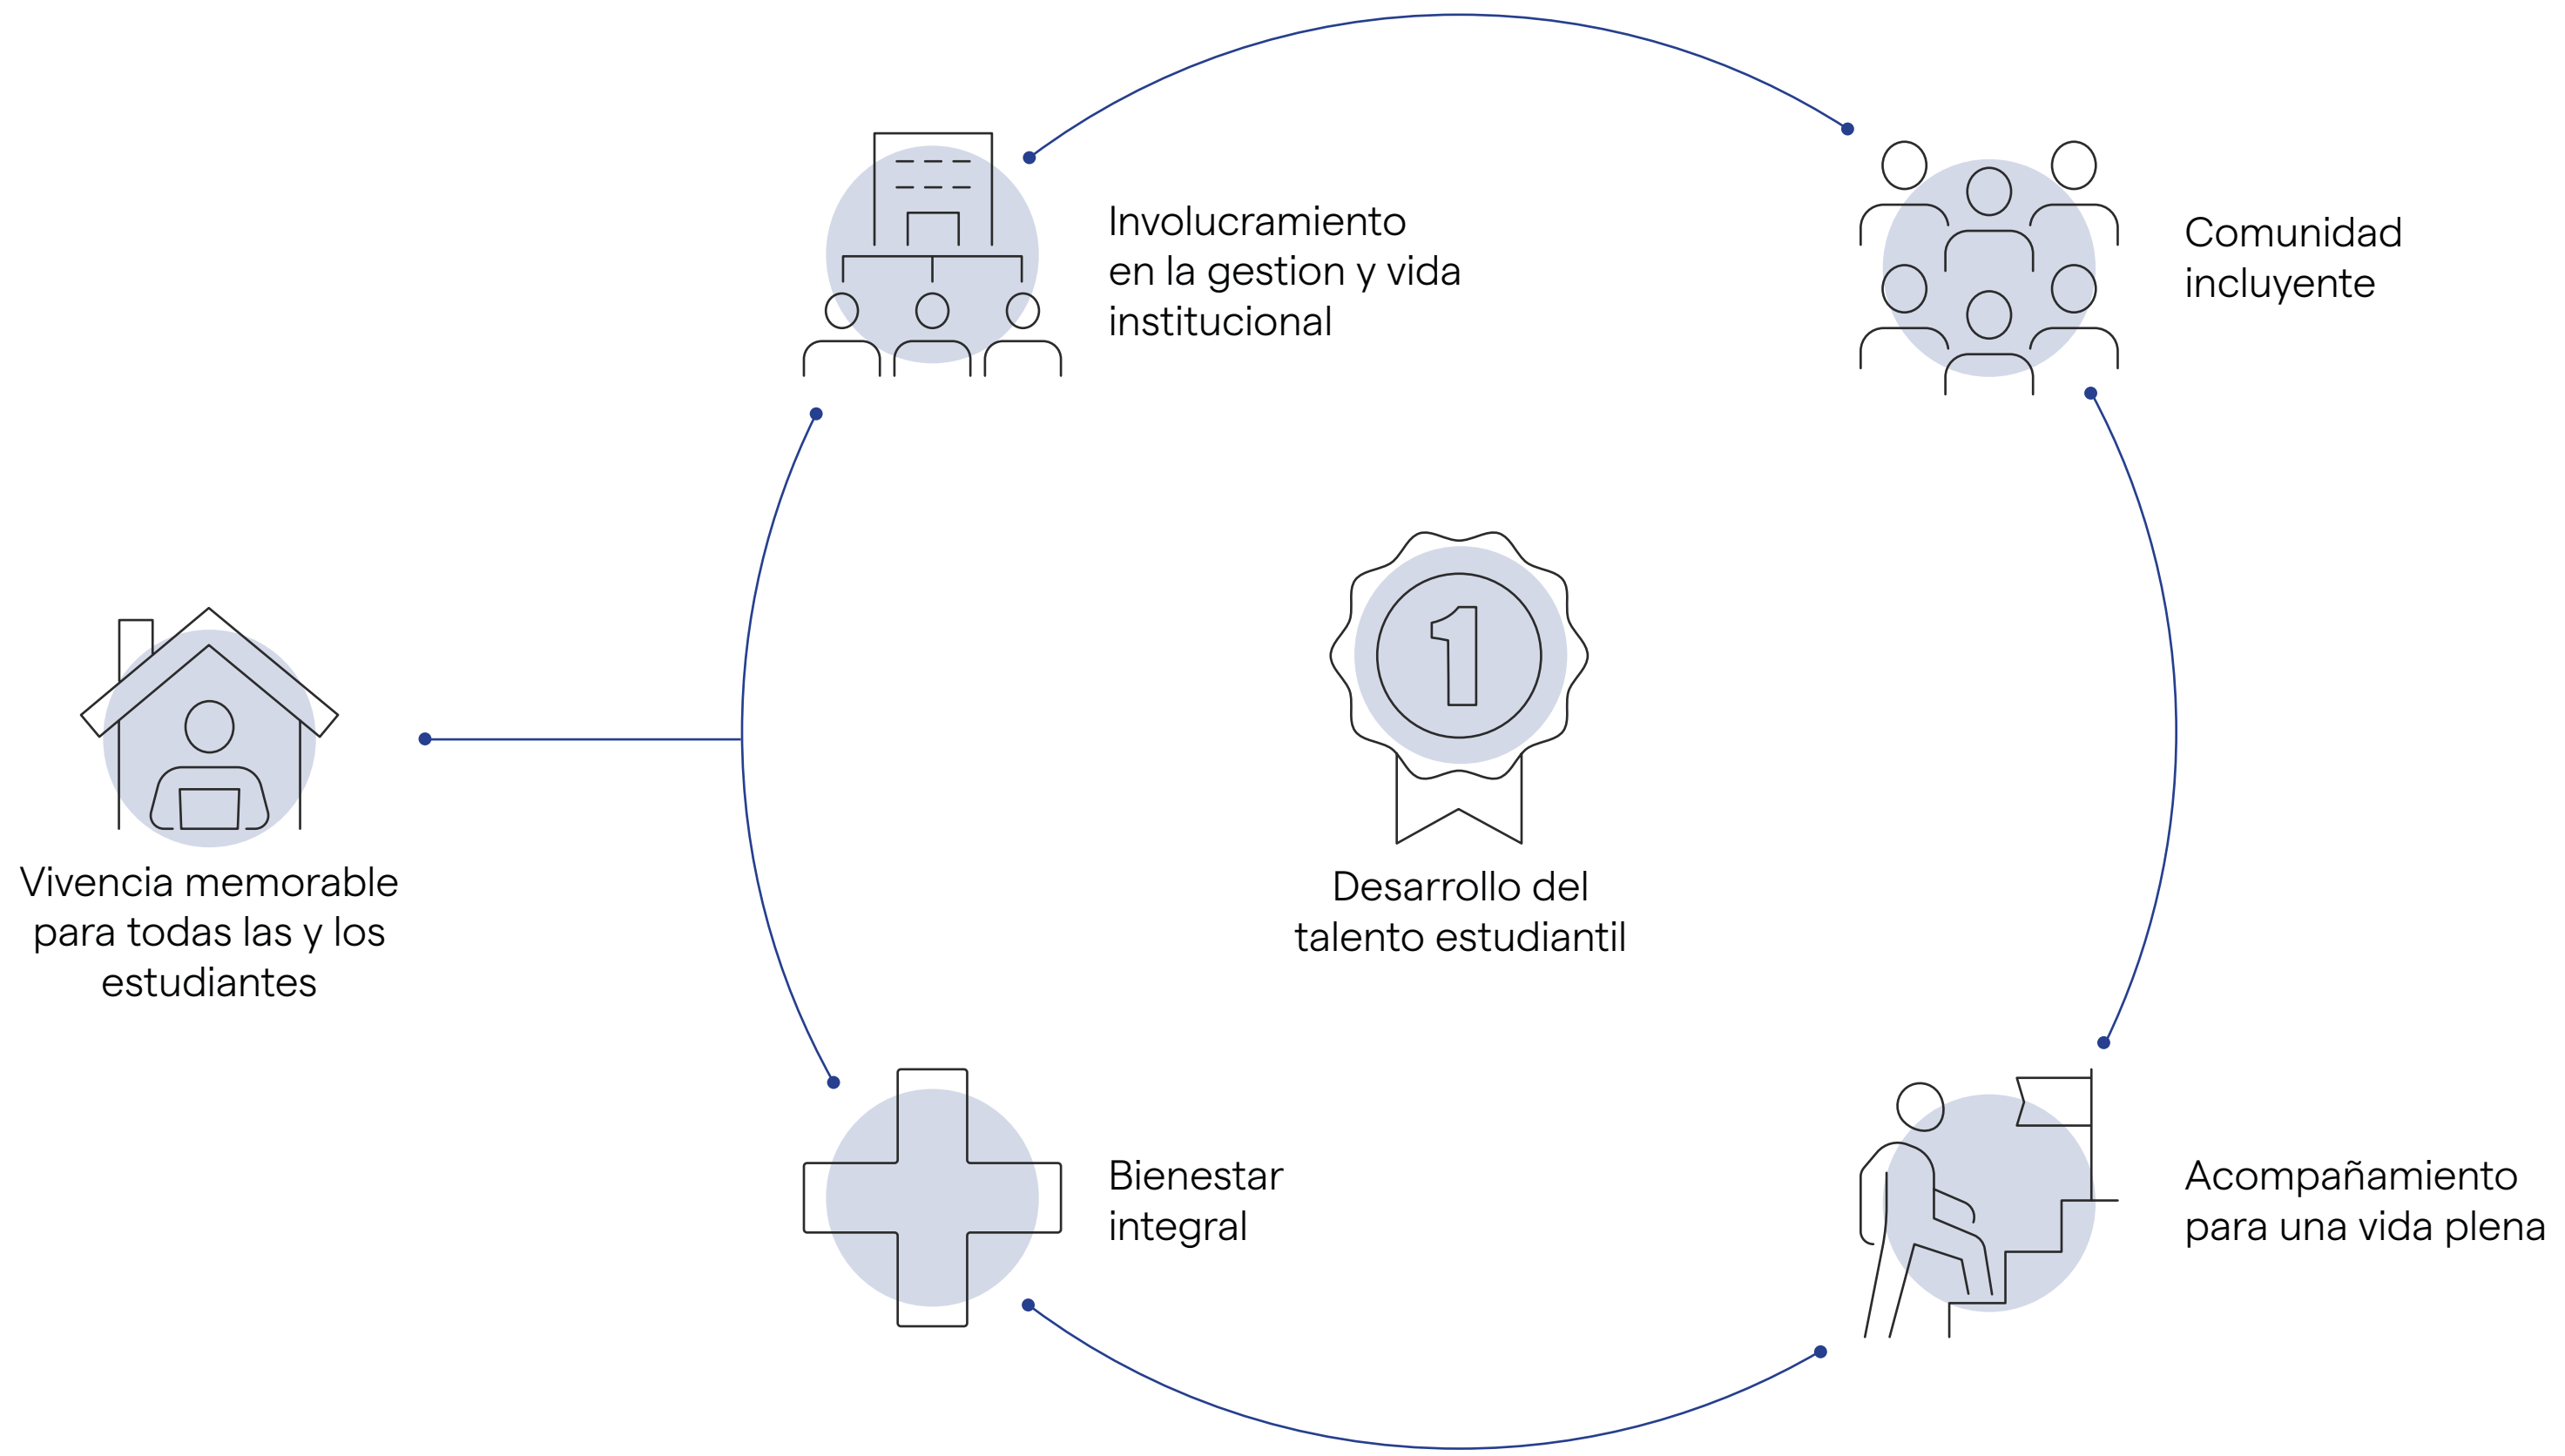 Involucramiento
en la gestion y vida
institucional
Comunidad
incluyente
Vivencia memorable
para todas las y los
estudiantes
1
Desarrollo del
talento estudiantil
Bienestar
integral
Acompañamiento
para una vida plena